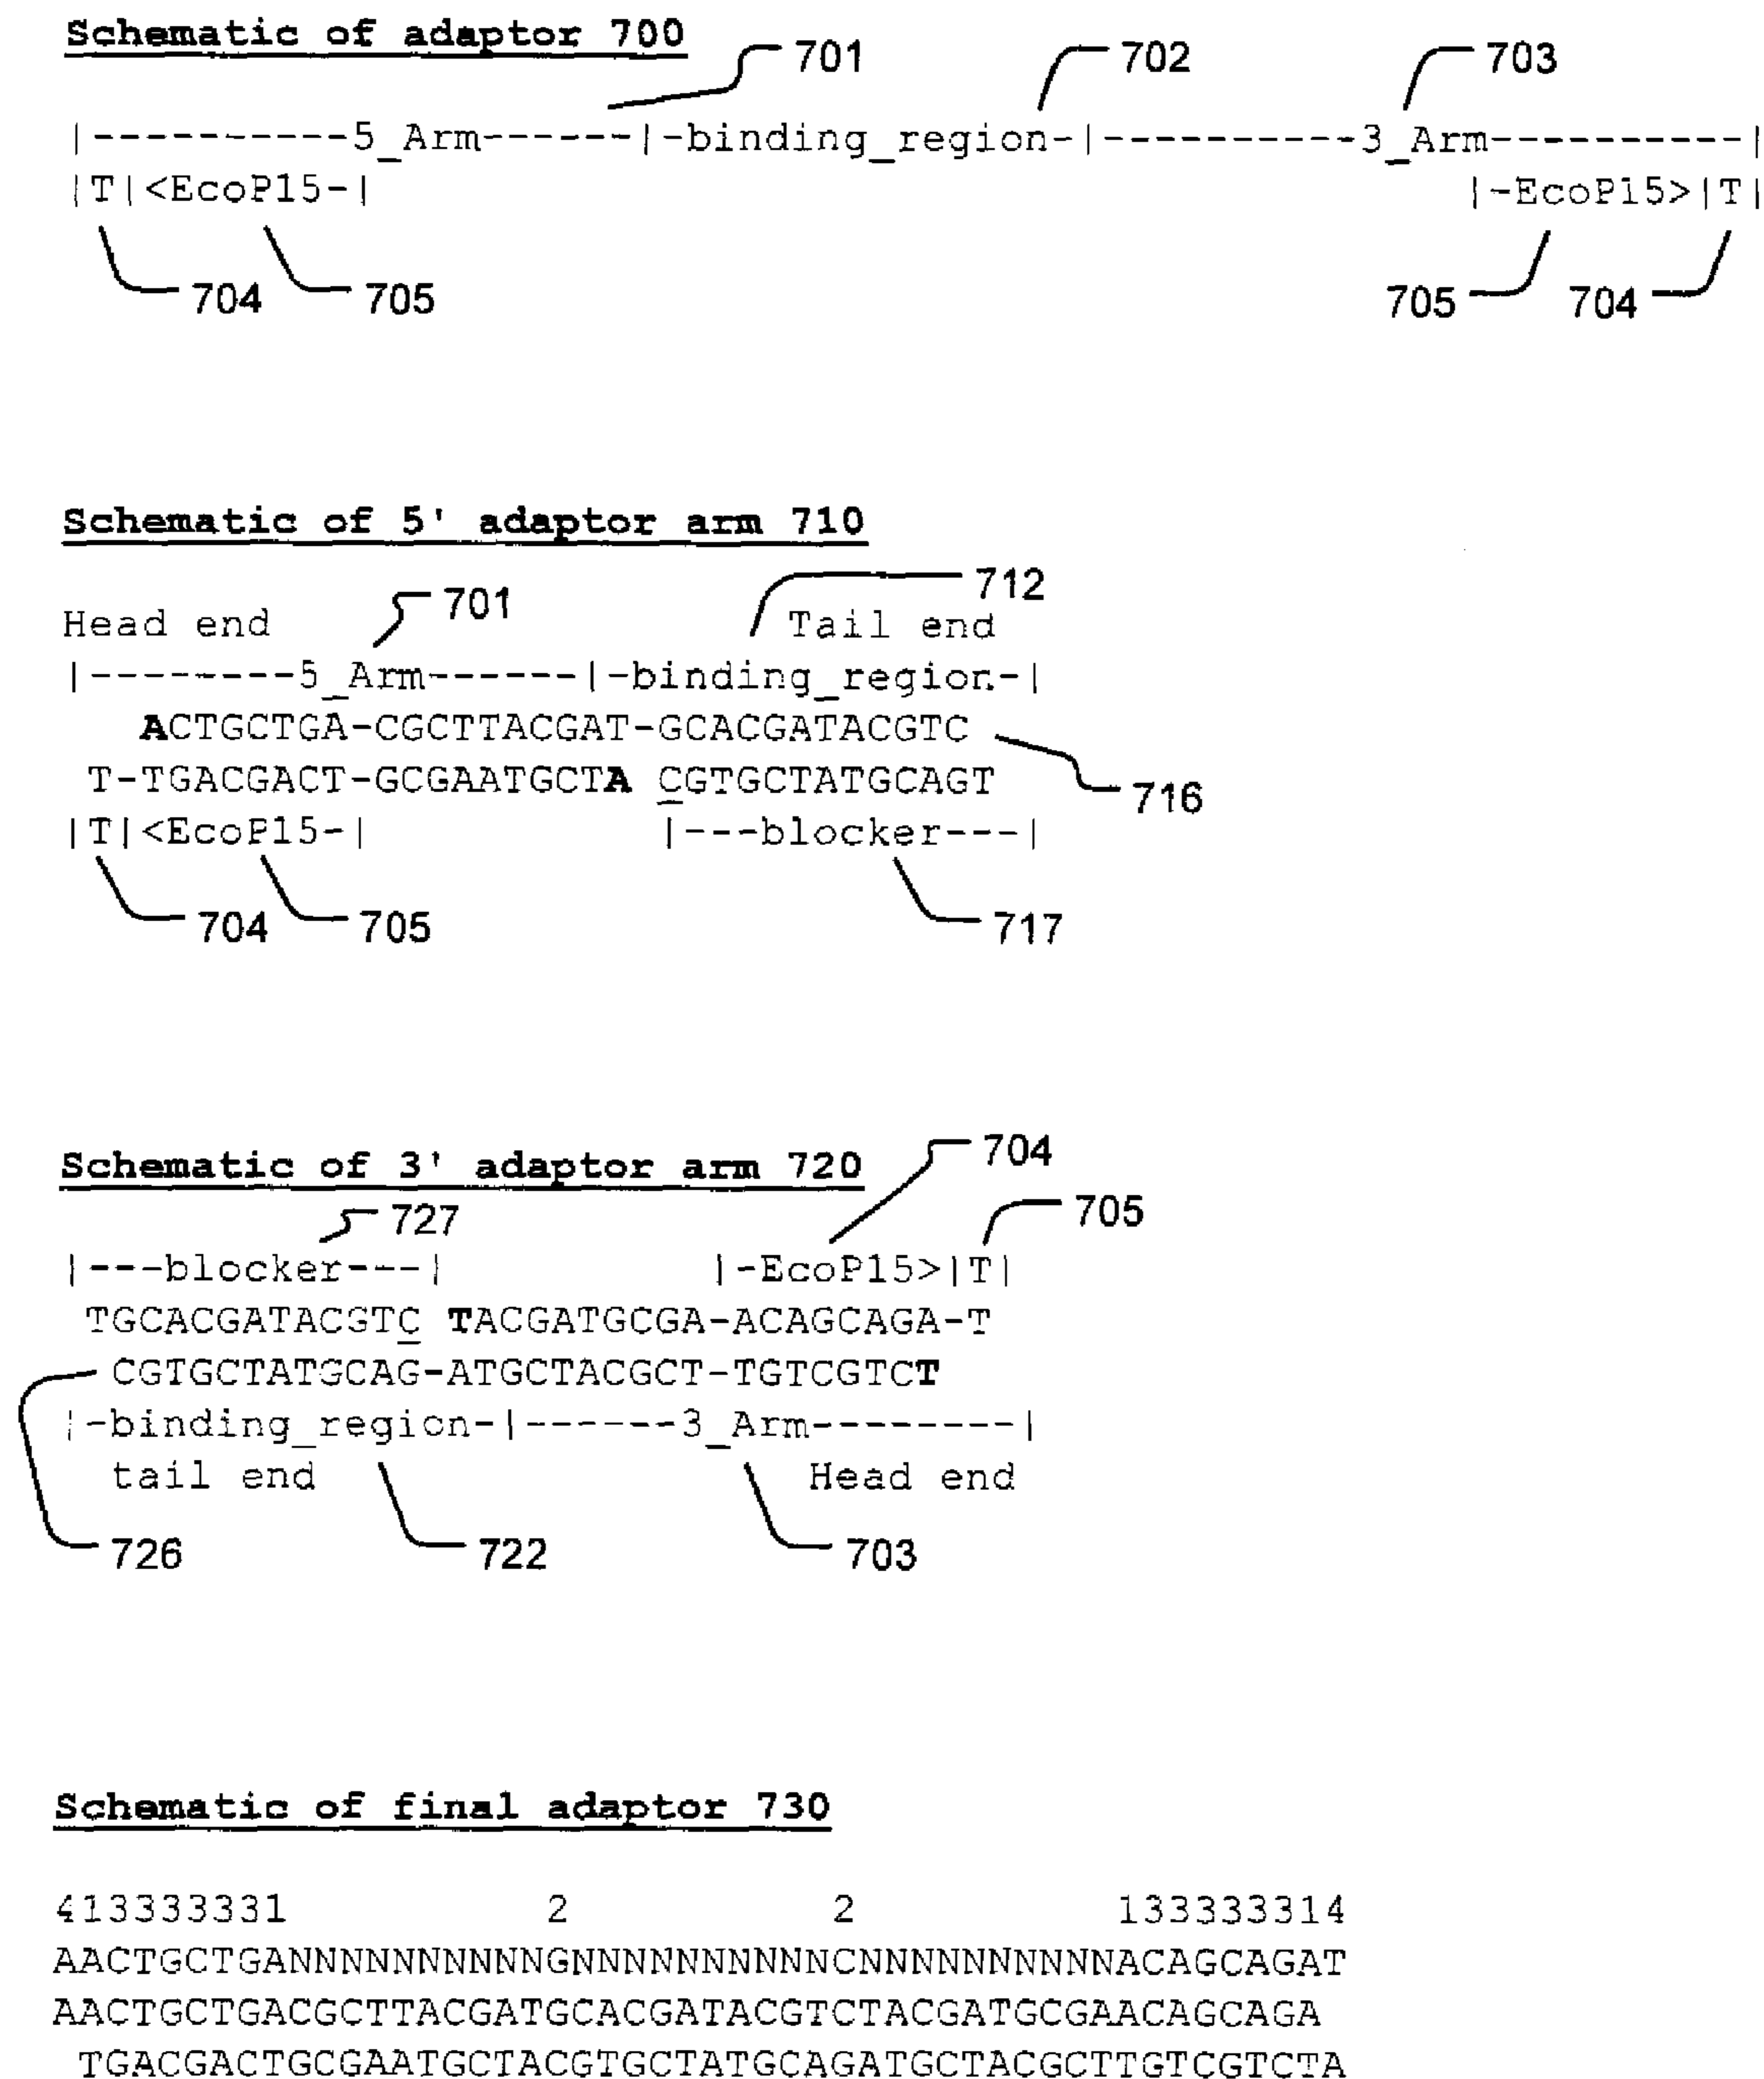 Schematic of adaptor 700
701 702 703
|----------5_Arm------|-binding_region-|----------3_Arm----------|
|T|<EcoP15-| |-EcoP15>|T|
704 705 705 704
Schematic of 5' adaptor arm 710
701 712
Head end Tail end
|--------5_Arm------|-binding_region-|
ACTGCTGA-CGCTTACGAT-GCACGATACGTC
716
T-TGACGACT-GCGAATGCTA CGTGCTATGCAGT
|T|<EcoP15-| |---blocker---|
704 705 717
Schematic of 3' adaptor arm 720
704
727 705
|---blocker---| |-EcoP15>|T|
TGCACGATACGTC TACGATGCGA-ACAGCAGA-T
CGTGCTATGCAG-ATGCTACGCT-TGTCGTCT
|-binding_region-|------3_Arm--------|
tail end Head end
726 722 703
Schematic of final adaptor 730
413333331 2 2 133333314
AACTGCTGANNNNNNNNNNGNNNNNNNNNNCNNNNNNNNNNACAGCAGAT
AACTGCTGACGCTTACGATGCACGATACGTCTACGATGCGAACAGCAGA
TGACGACTGCGAATGCTACGTGCTATGCAGATGCTACGCTTGTCGTCTA